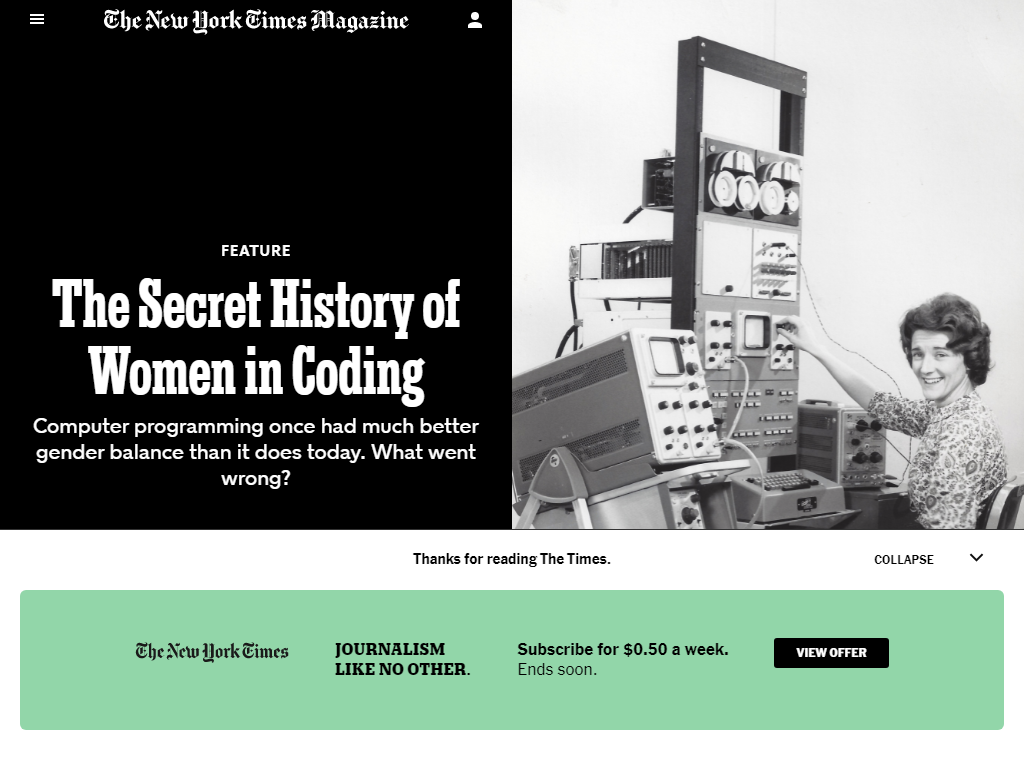 The New York Times Magazine
FEATURE
The Secret History of
Women in Coding
Computer programming once had much better
gender balance than it does today. What went
wrong?
Thanks for reading The Times.
COLLAPSE
The New York Times
JOURNALISM
LIKE NO OTHER.
Subscribe for $0.50 a week.
Ends soon.
VIEW OFFER